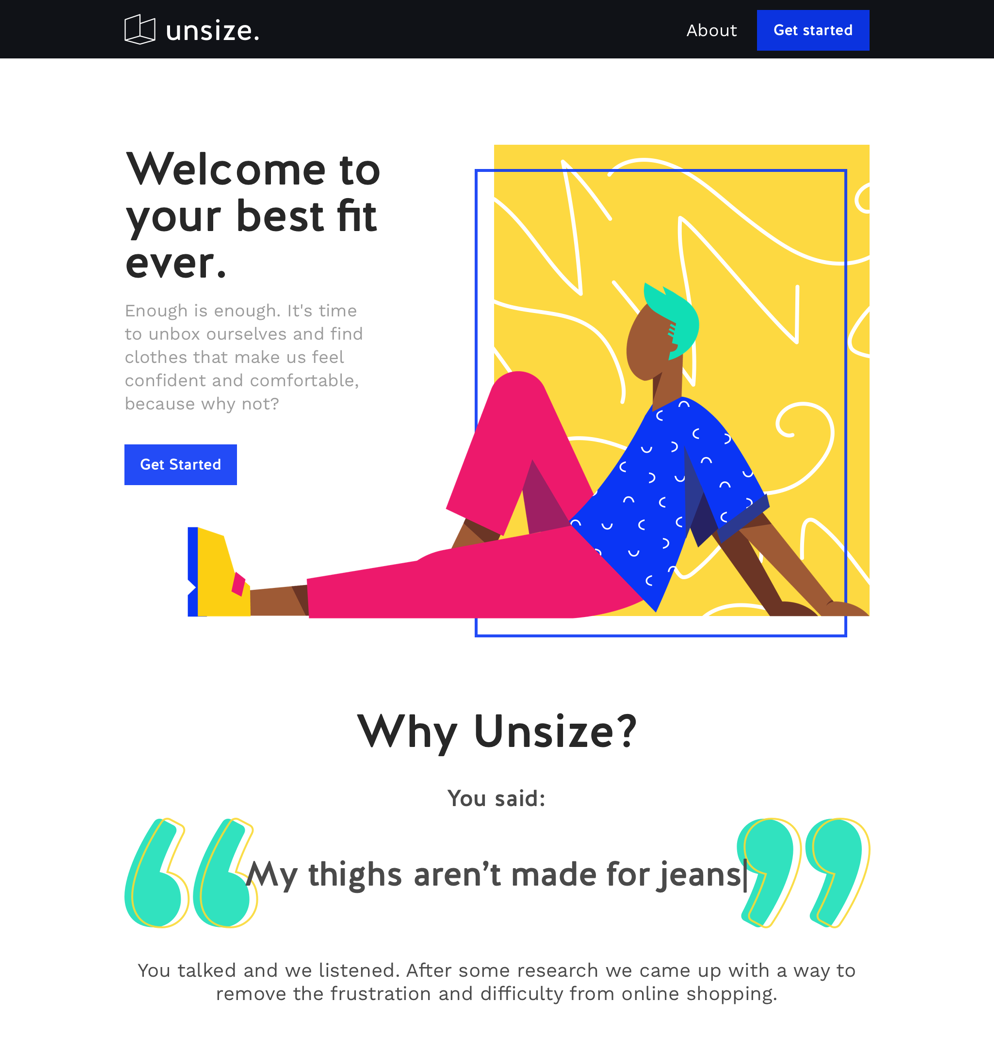 unsize.
About
Get started
Welcome to
your best fit
ever.
Enough is enough. It's time
to unbox ourselves and find
clothes that make us feel
confident and comfortable,
because why not?
Get Started
Why Unsize?
You said:
“My thighs aren’t made for jeans|”
You talked and we listened. After some research we came up with a way to
remove the frustration and difficulty from online shopping.